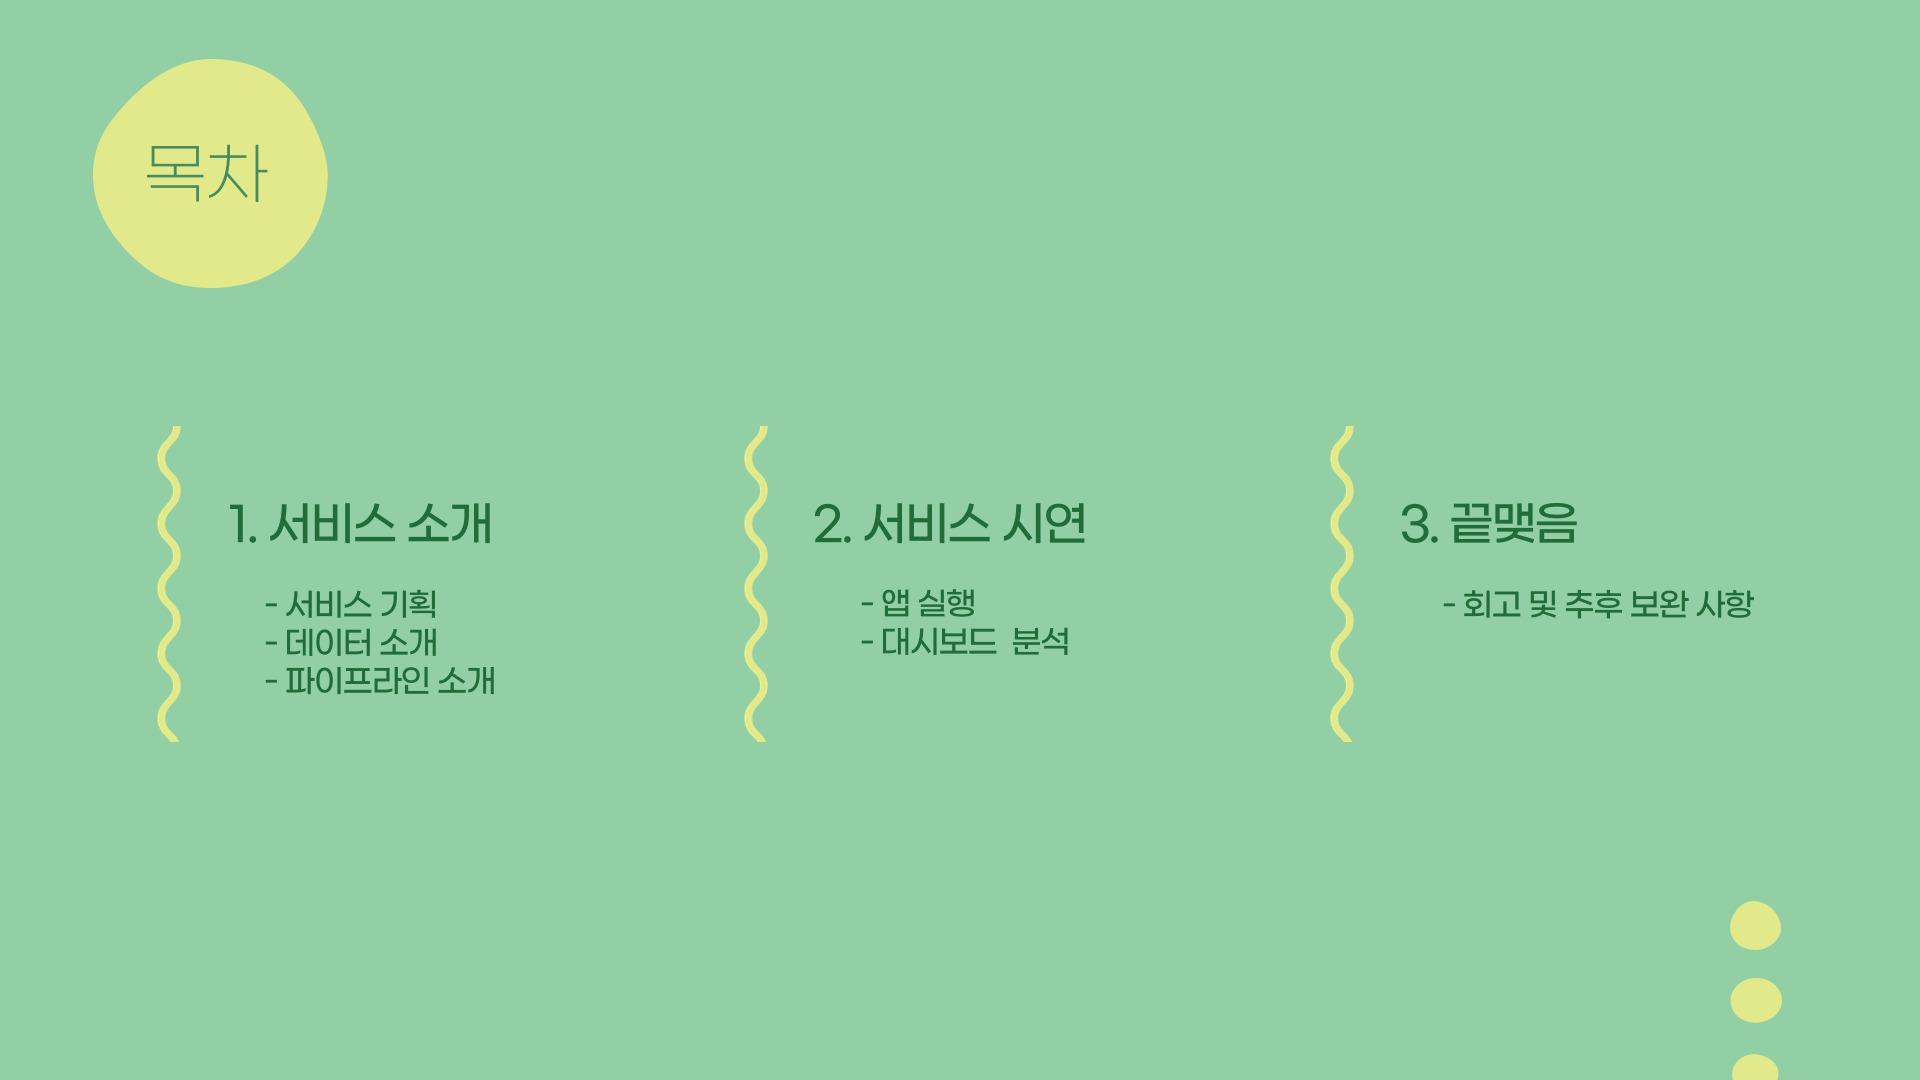 목차
1. 서비스 소개
- 서비스 기획
- 데이터 소개
- 파이프라인 소개
2. 서비스 시연
- 앱 실행
- 대시보드 분석
3. 끝맺음
- 회고 및 추후 보완 사항